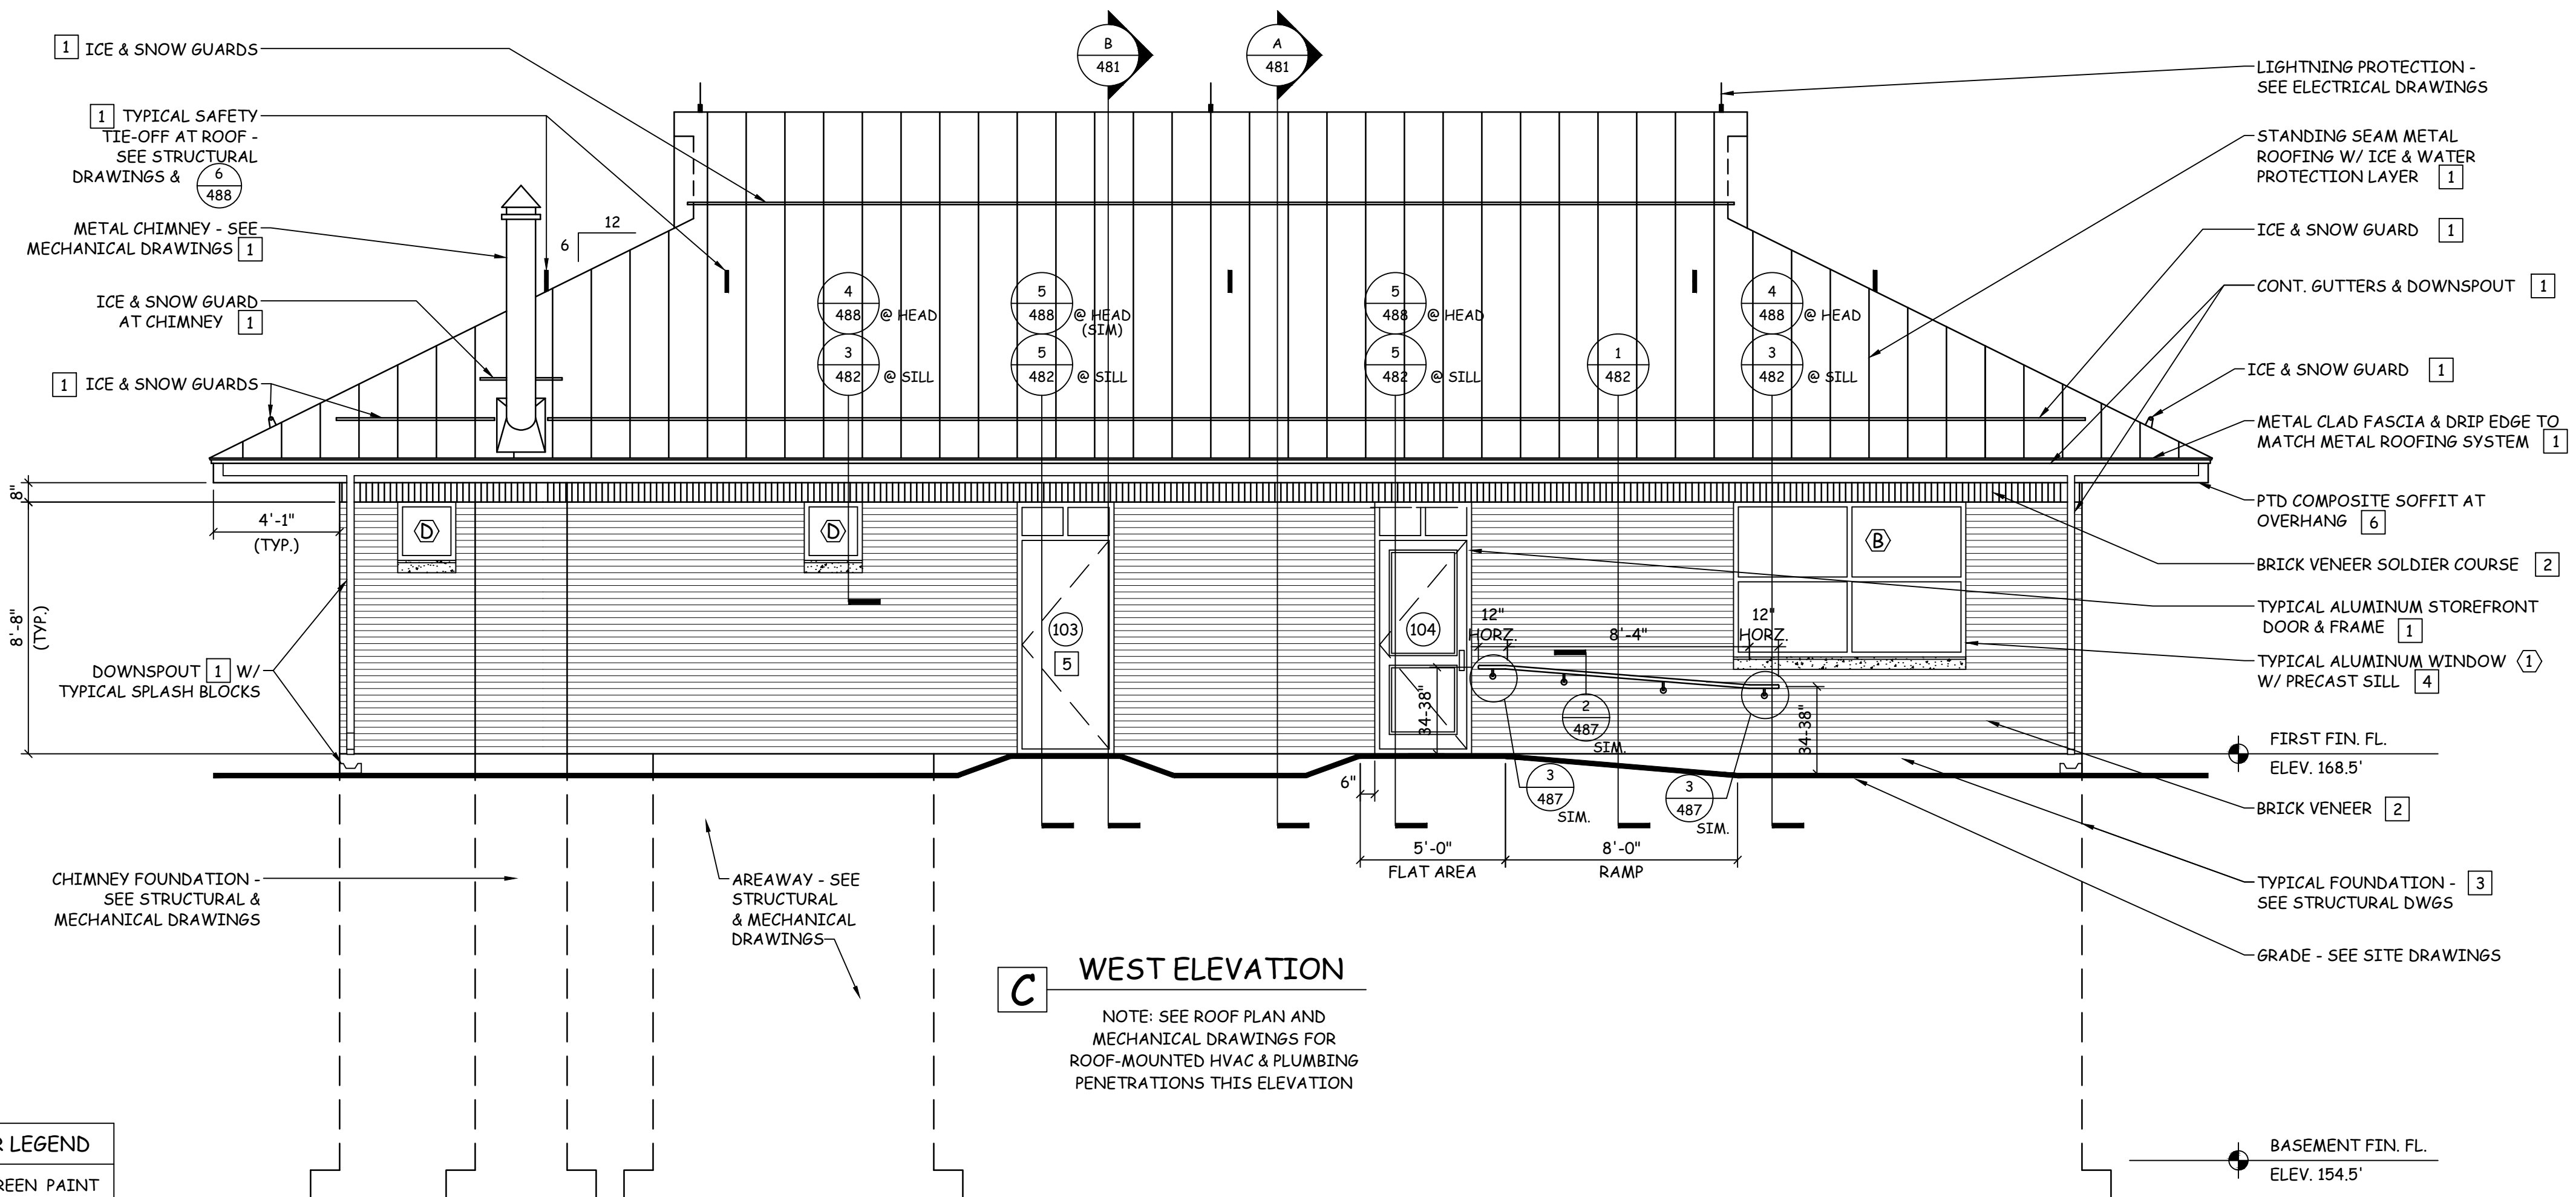 1 ICE & SNOW GUARDS
1 TYPICAL SAFETY
TIE-OFF AT ROOF -
SEE STRUCTURAL
DRAWINGS & 6
488
METAL CHIMNEY - SEE
MECHANICAL DRAWINGS 1
ICE & SNOW GUARD
AT CHIMNEY 1
1 ICE & SNOW GUARDS
8"
4'-1"
(TYP.)
8'-8"
(TYP.)
DOWNSPOUT 1 W/
TYPICAL SPLASH BLOCKS
CHIMNEY FOUNDATION -
SEE STRUCTURAL &
MECHANICAL DRAWINGS
B
481
A
481
12
6
4
488 @ HEAD
3
482 @ SILL
5
488 @ HEAD
(SIM)
5
482 @ SILL
5
488 @ HEAD
5
482 @ SILL
1
482
4
488 @ HEAD
3
482 @ SILL
D
D
103
5
104
B
12"
HORZ.
8'-4"
12"
HORZ.
34-38"
34-38"
2
487
SIM.
3
487
SIM.
3
487
SIM.
6"
5'-0"
FLAT AREA
8'-0"
RAMP
AREAWAY - SEE
STRUCTURAL
& MECHANICAL
DRAWINGS
LIGHTNING PROTECTION -
SEE ELECTRICAL DRAWINGS
STANDING SEAM METAL
ROOFING W/ ICE & WATER
PROTECTION LAYER 1
ICE & SNOW GUARD 1
CONT. GUTTERS & DOWNSPOUT 1
ICE & SNOW GUARD 1
METAL CLAD FASCIA & DRIP EDGE TO
MATCH METAL ROOFING SYSTEM 1
PTD COMPOSITE SOFFIT AT
OVERHANG 6
BRICK VENEER SOLDIER COURSE 2
TYPICAL ALUMINUM STOREFRONT
DOOR & FRAME 1
TYPICAL ALUMINUM WINDOW 1
W/ PRECAST SILL 4
FIRST FIN. FL.
ELEV. 168.5'
BRICK VENEER 2
TYPICAL FOUNDATION - 3
SEE STRUCTURAL DWGS
GRADE - SEE SITE DRAWINGS
C WEST ELEVATION
NOTE: SEE ROOF PLAN AND
MECHANICAL DRAWINGS FOR
ROOF-MOUNTED HVAC & PLUMBING
PENETRATIONS THIS ELEVATION
LEGEND
PAINT
BASEMENT FIN. FL.
ELEV. 154.5'